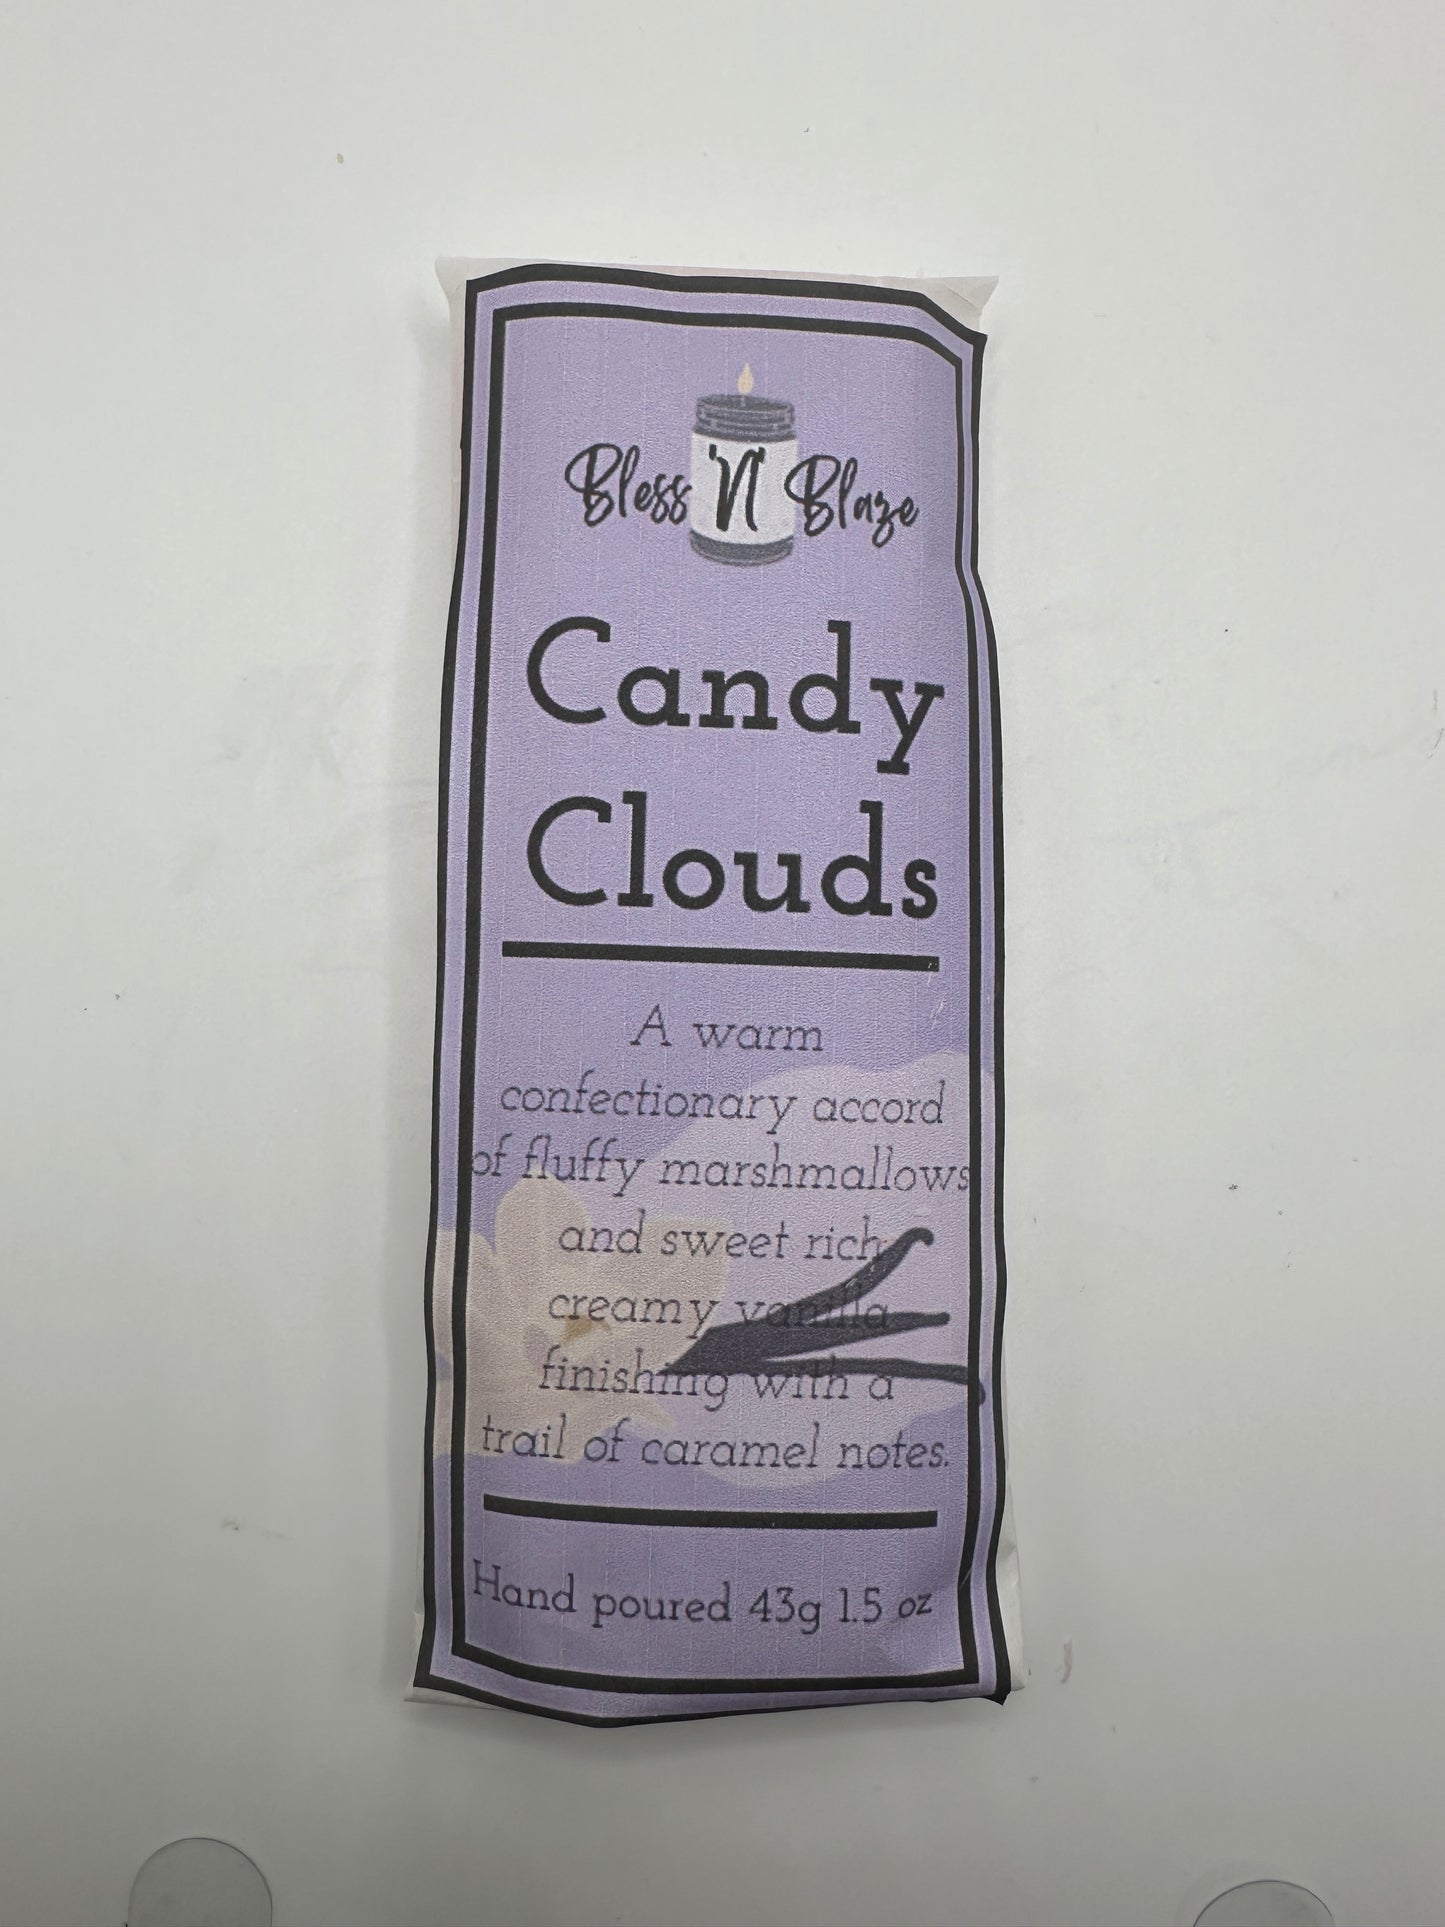 Bless 'N' Blaze
Candy
Clouds
A warm
confectionary accord
of fluffy marshmallows
and sweet rich
creamy vanilla
finishing with a
trail of caramel notes.
Hand poured 43g 1.5 oz